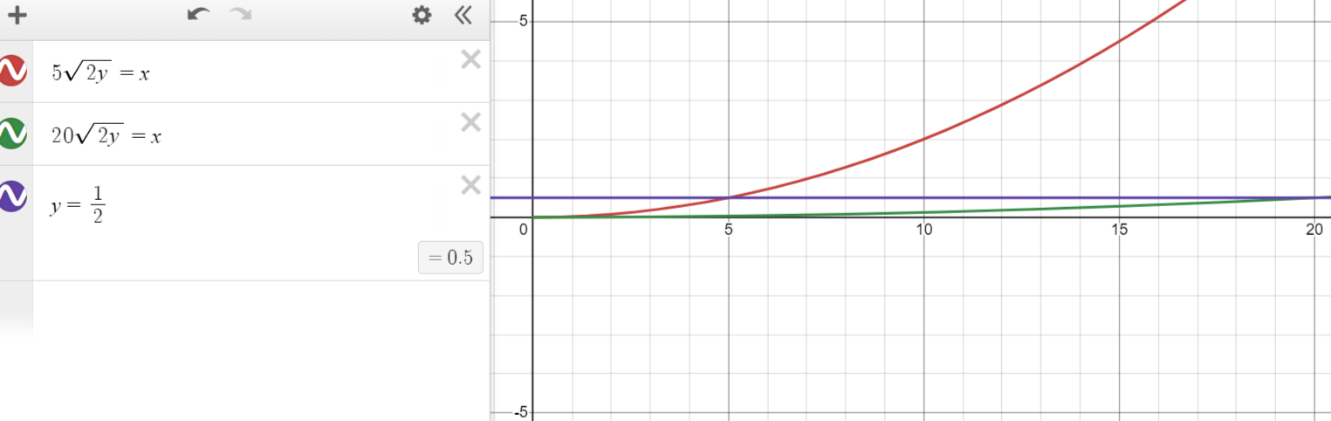 5√2y = x
20√2y = x
y = 1/2
= 0.5
5
0
5
10
15
20
-5